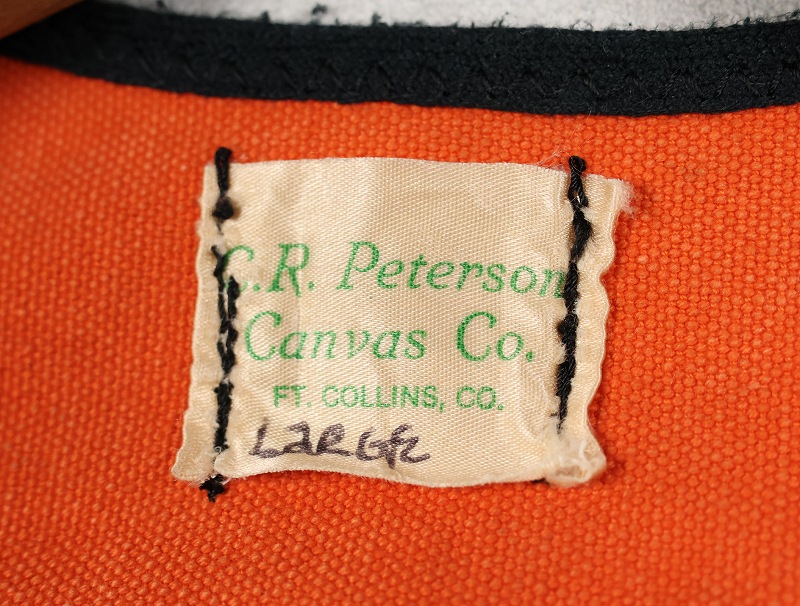 C.R. Peterson
Canvas Co.
FT. COLLINS, CO.
LARGE